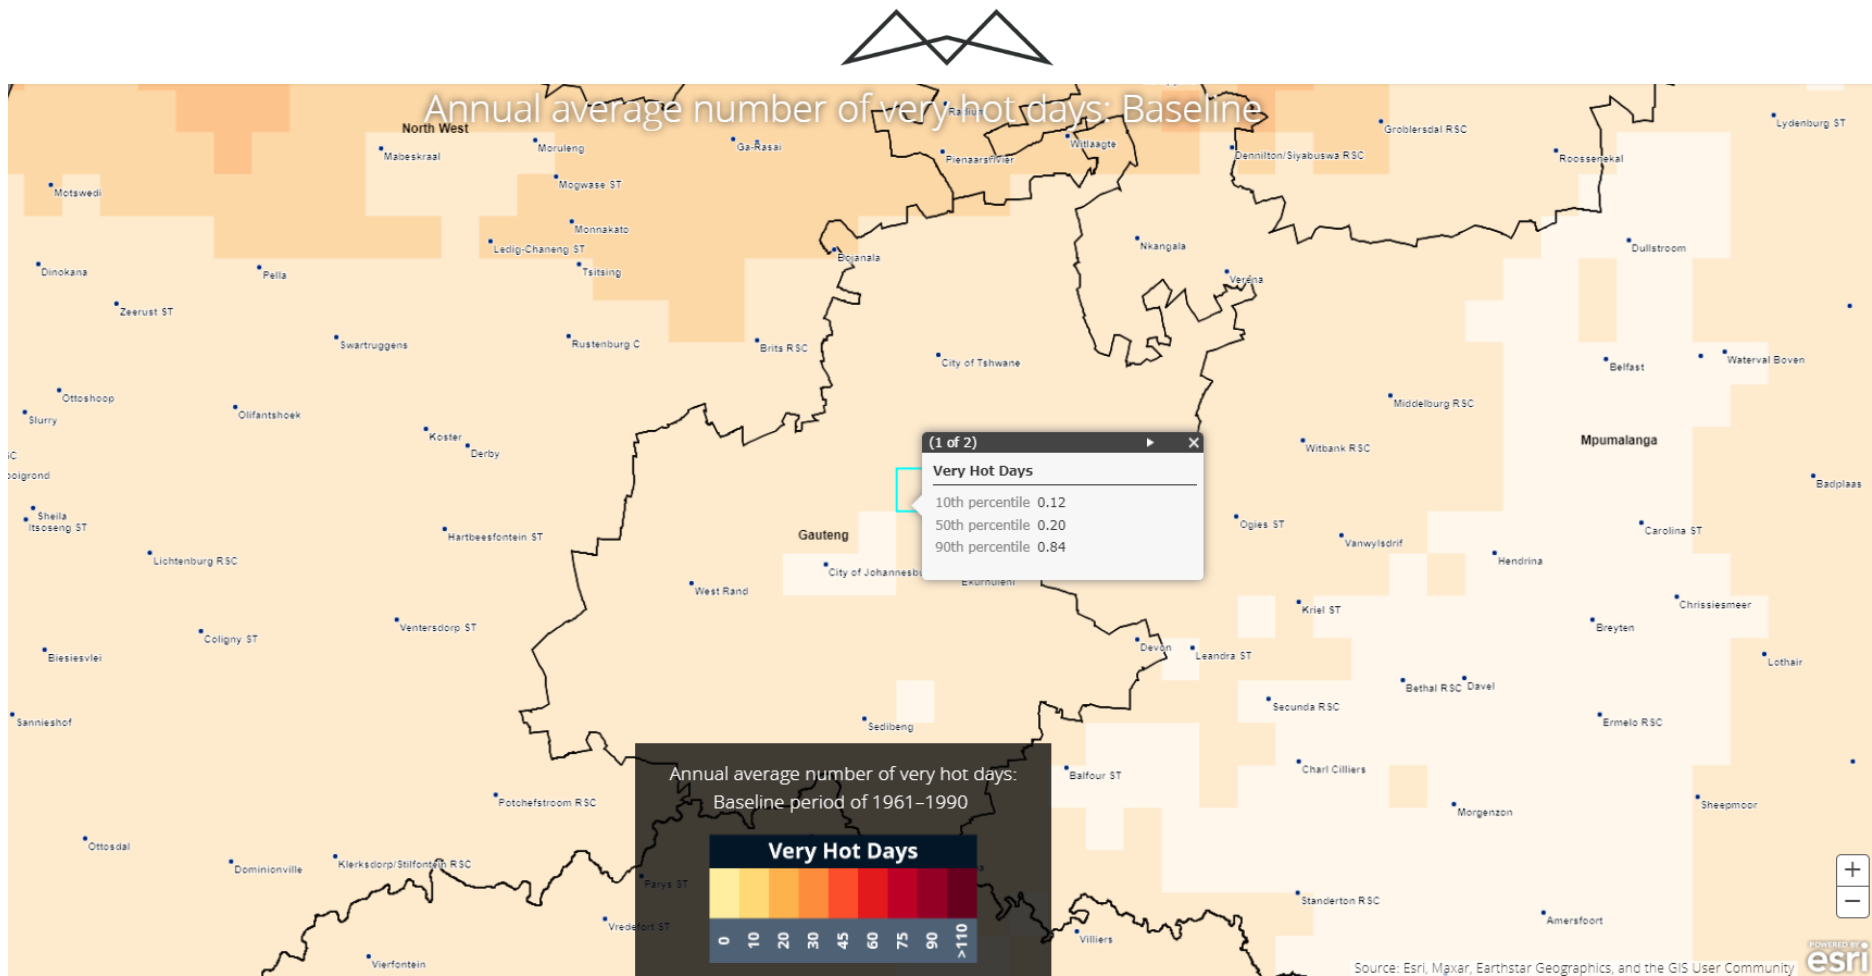 Annual average number of very hot days: Baseline
Radium
Groblersdal RSC
Lydenburg ST
North West
Moruleng
Ga-Rasai
Witlaagte
Mabeskraal
Pienaarsrivier
Dennilton/Siyabuswa RSC
Roossenekal
Motswedi
Mogwase ST
Monnakato
Ledig-Chaneng ST
Nkangala
Dullstroom
Bojanala
Dinokana
Pella
Tsitsing
Verena
Zeerust ST
Swartruggens
Rustenburg C
Brits RSC
City of Tshwane
Waterval Boven
Belfast
Ottoshoop
Middelburg RSC
Olifantshoek
Slurry
Koster
Derby
(1 of 2)
Mpumalanga
Witbank RSC
Very Hot Days
Badplaas
10th percentile 0.12
50th percentile 0.20
90th percentile 0.84
Sheila
Itsoseng ST
Ogies ST
Carolina ST
Hartbeesfontein ST
Gauteng
Vanwylsdrif
Lichtenburg RSC
Hendrina
City of Johannesbu
Ekurhuleni
West Rand
Kriel ST
Chrissiesmeer
Coligny ST
Ventersdorp ST
Breyten
Biesiesvlei
Devon
Leandra ST
Lothair
Bethal RSC
Davel
Secunda RSC
Sannieshof
Sedibeng
Ermelo RSC
Annual average number of very hot days:
Baseline period of 1961–1990
Balfour ST
Charl Cilliers
Potchefstroom RSC
Morgenzon
Sheepmoor
Ottosdal
Very Hot Days
Dominionville
Klerksdorp/Stilfontein RSC
Parys ST
Standerton RSC
Vredefort ST
Amersfoort
0 10 20 30 45 60 75 90 >110
Villiers
Vierfontein
POWERED BY
esri
Source: Esri, Maxar, Earthstar Geographics, and the GIS User Community